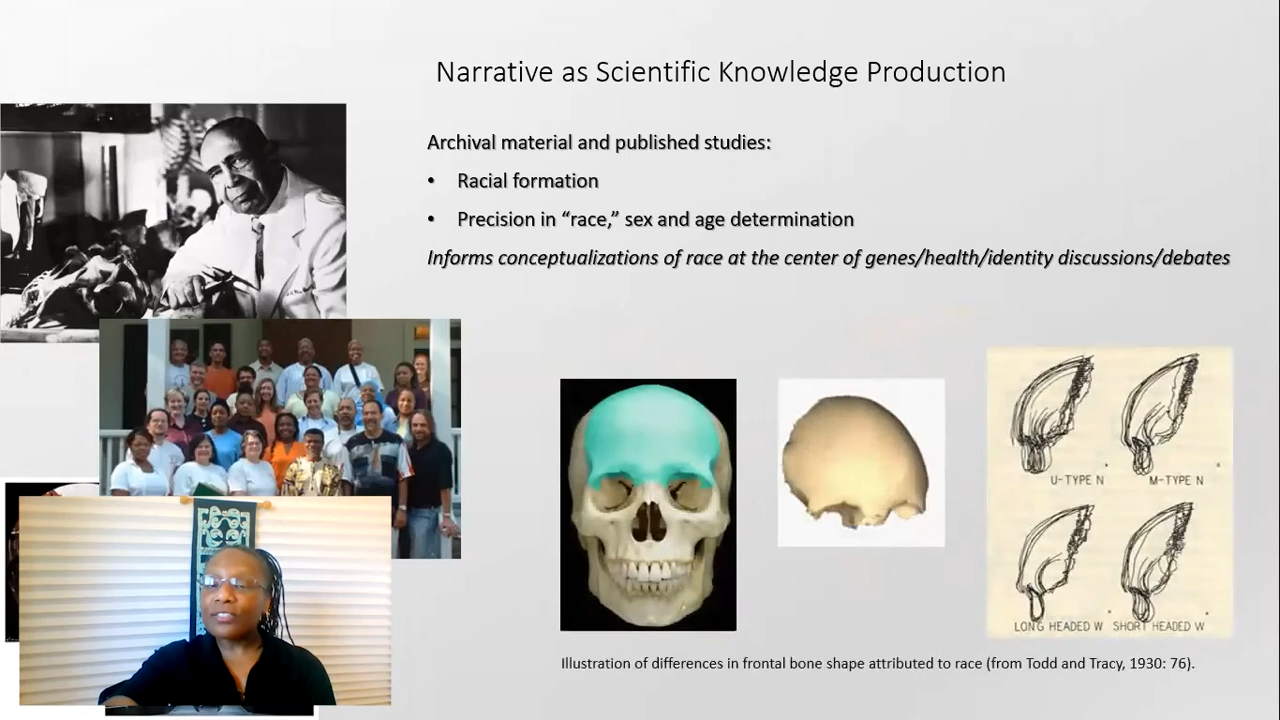 Narrative as Scientific Knowledge Production
Archival material and published studies:
• Racial formation
• Precision in “race,” sex and age determination
Informs conceptualizations of race at the center of genes/health/identity discussions/debates
U-TYPE N
M-TYPE N
LONG HEADED W
SHORT HEADED W
Illustration of differences in frontal bone shape attributed to race (from Todd and Tracy, 1930: 76).